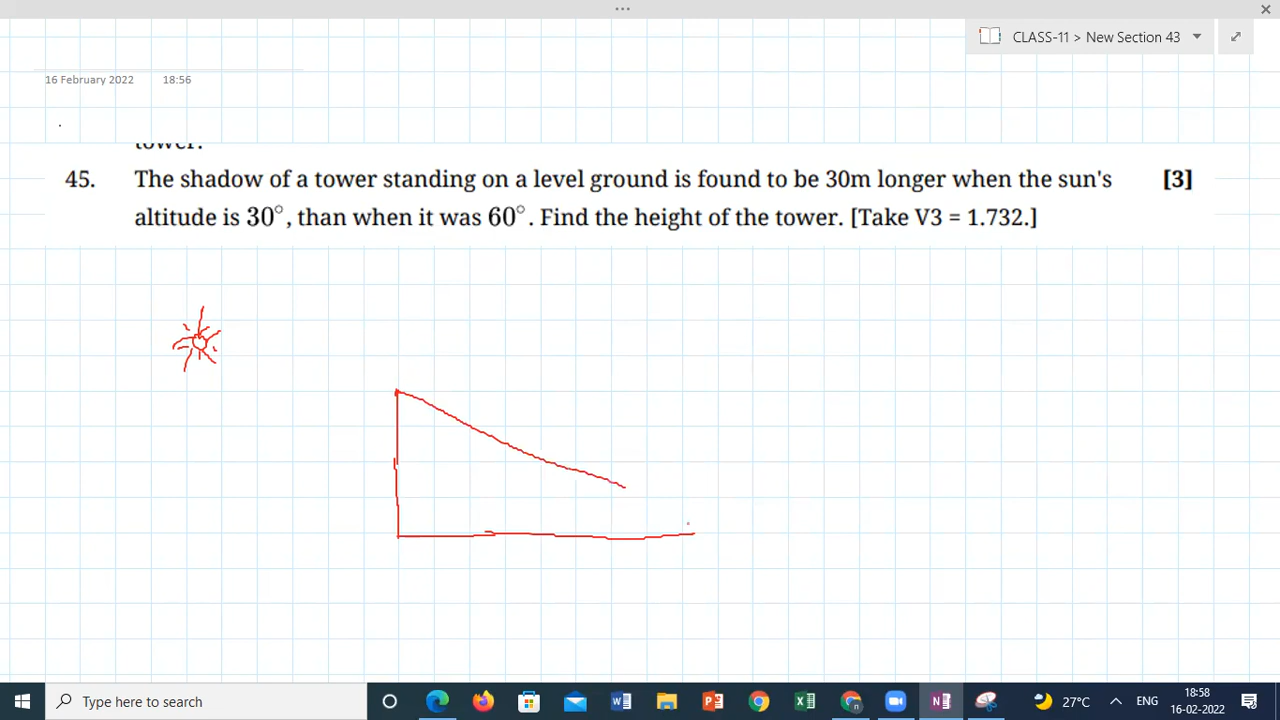 CLASS-11 > New Section 43
16 February 2022 18:56
tower.
45. The shadow of a tower standing on a level ground is found to be 30m longer when the sun's [3]
altitude is 30°, than when it was 60°. Find the height of the tower. [Take V3 = 1.732.]
Type here to search
27°C
ENG
18:58
16-02-2022